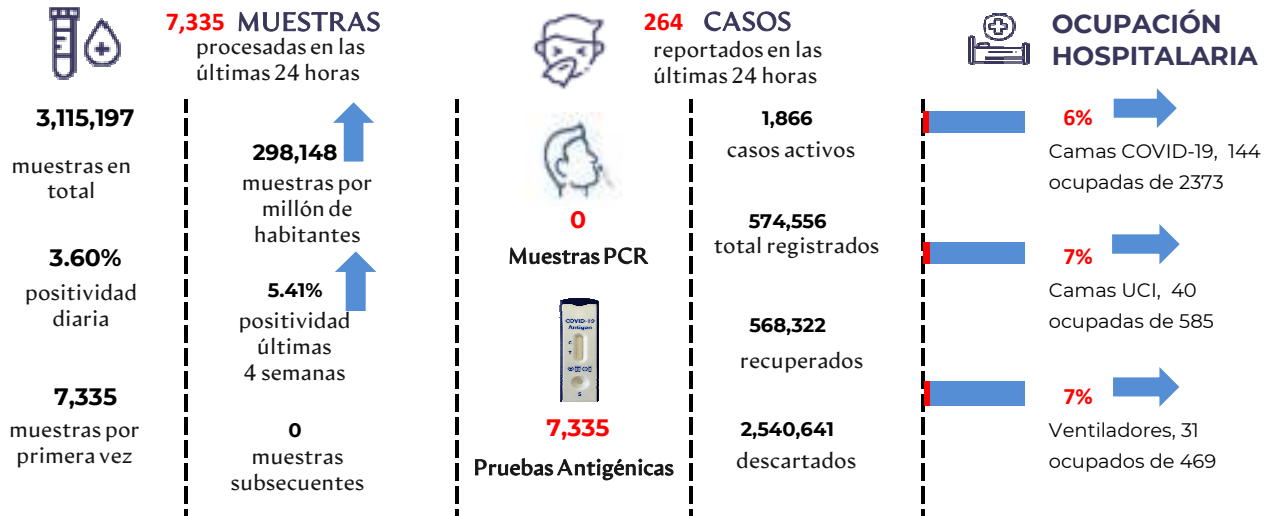 7,335 MUESTRAS
procesadas en las
últimas 24 horas
3,115,197
muestras en
total
3.60%
positividad
diaria
7,335
muestras por
primera vez
298,148
muestras por
millón de
habitantes
5.41%
positividad
últimas
4 semanas
0
muestras
subsecuentes
264 CASOS
reportados en las
últimas 24 horas
0
Muestras PCR
COVID-19
Antigen
C
T
S
7,335
Pruebas Antigénicas
1,866
casos activos
574,556
total registrados
568,322
recuperados
2,540,641
descartados
OCUPACIÓN
HOSPITALARIA
6%
Camas COVID-19, 144
ocupadas de 2373
7%
Camas UCI, 40
ocupadas de 585
7%
Ventiladores, 31
ocupados de 469